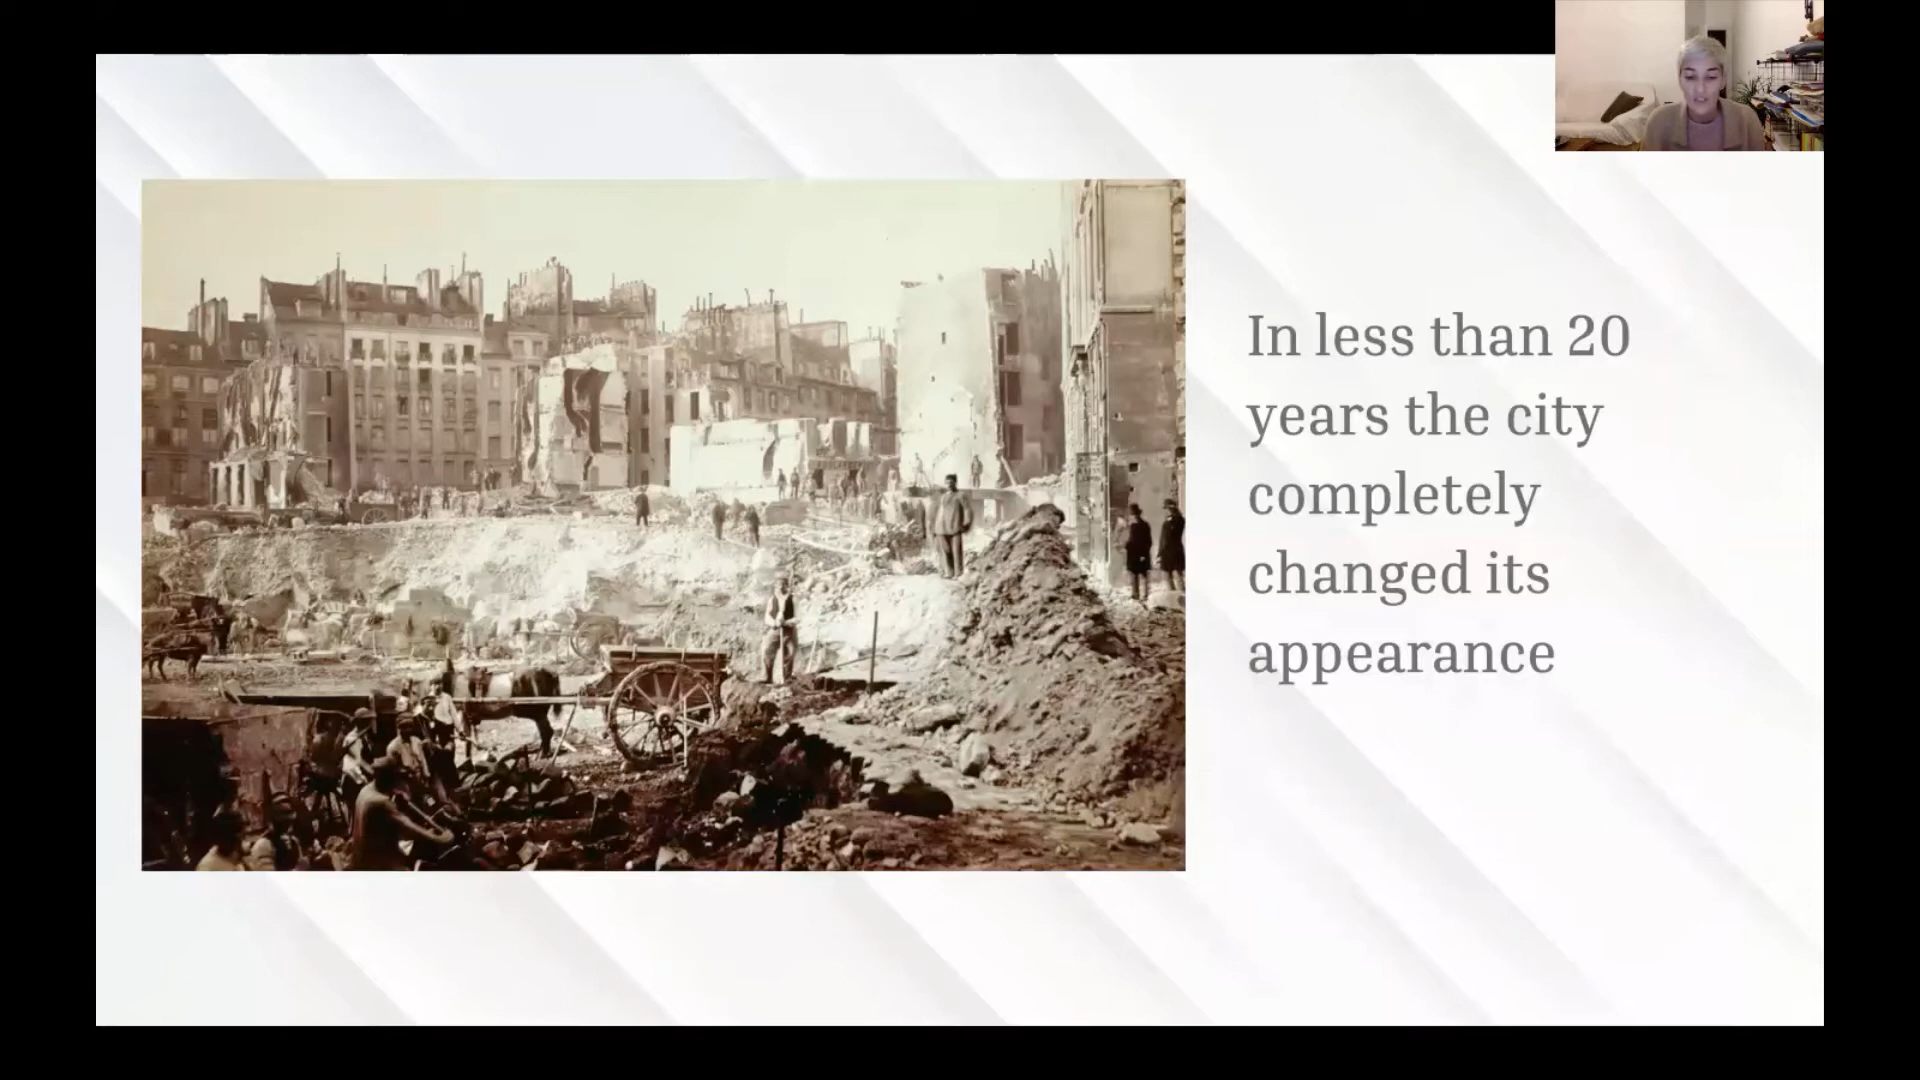 In less than 20
years the city
completely
changed its
appearance